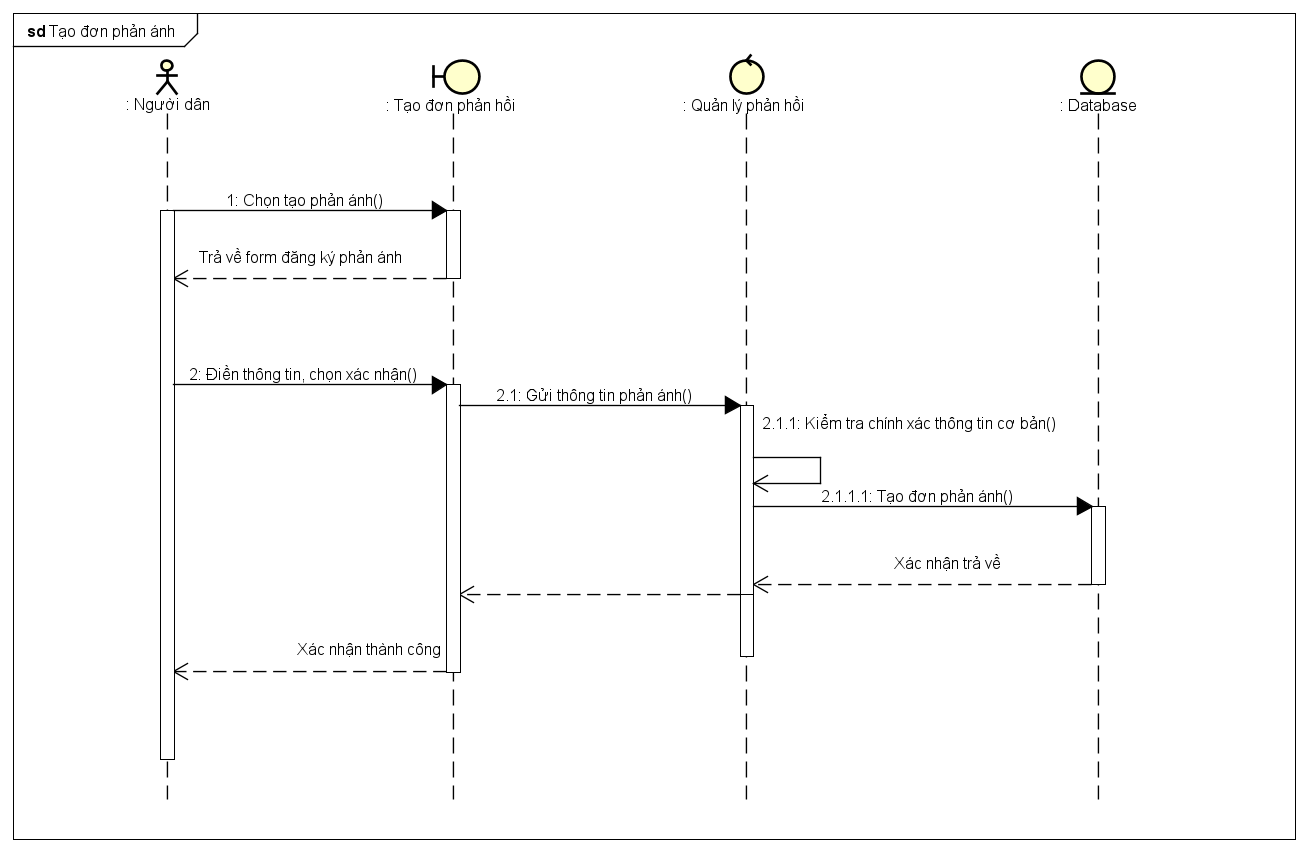 sd Tạo đơn phản ánh
: Người dân
: Tạo đơn phản hồi
: Quản lý phản hồi
: Database
1: Chọn tạo phản ánh()
Trả về form đăng ký phản ánh
2: Điền thông tin, chọn xác nhận()
2.1: Gửi thông tin phản ánh()
2.1.1: Kiểm tra chính xác thông tin cơ bản()
2.1.1.1: Tạo đơn phản ánh()
Xác nhận trả về
Xác nhận thành công